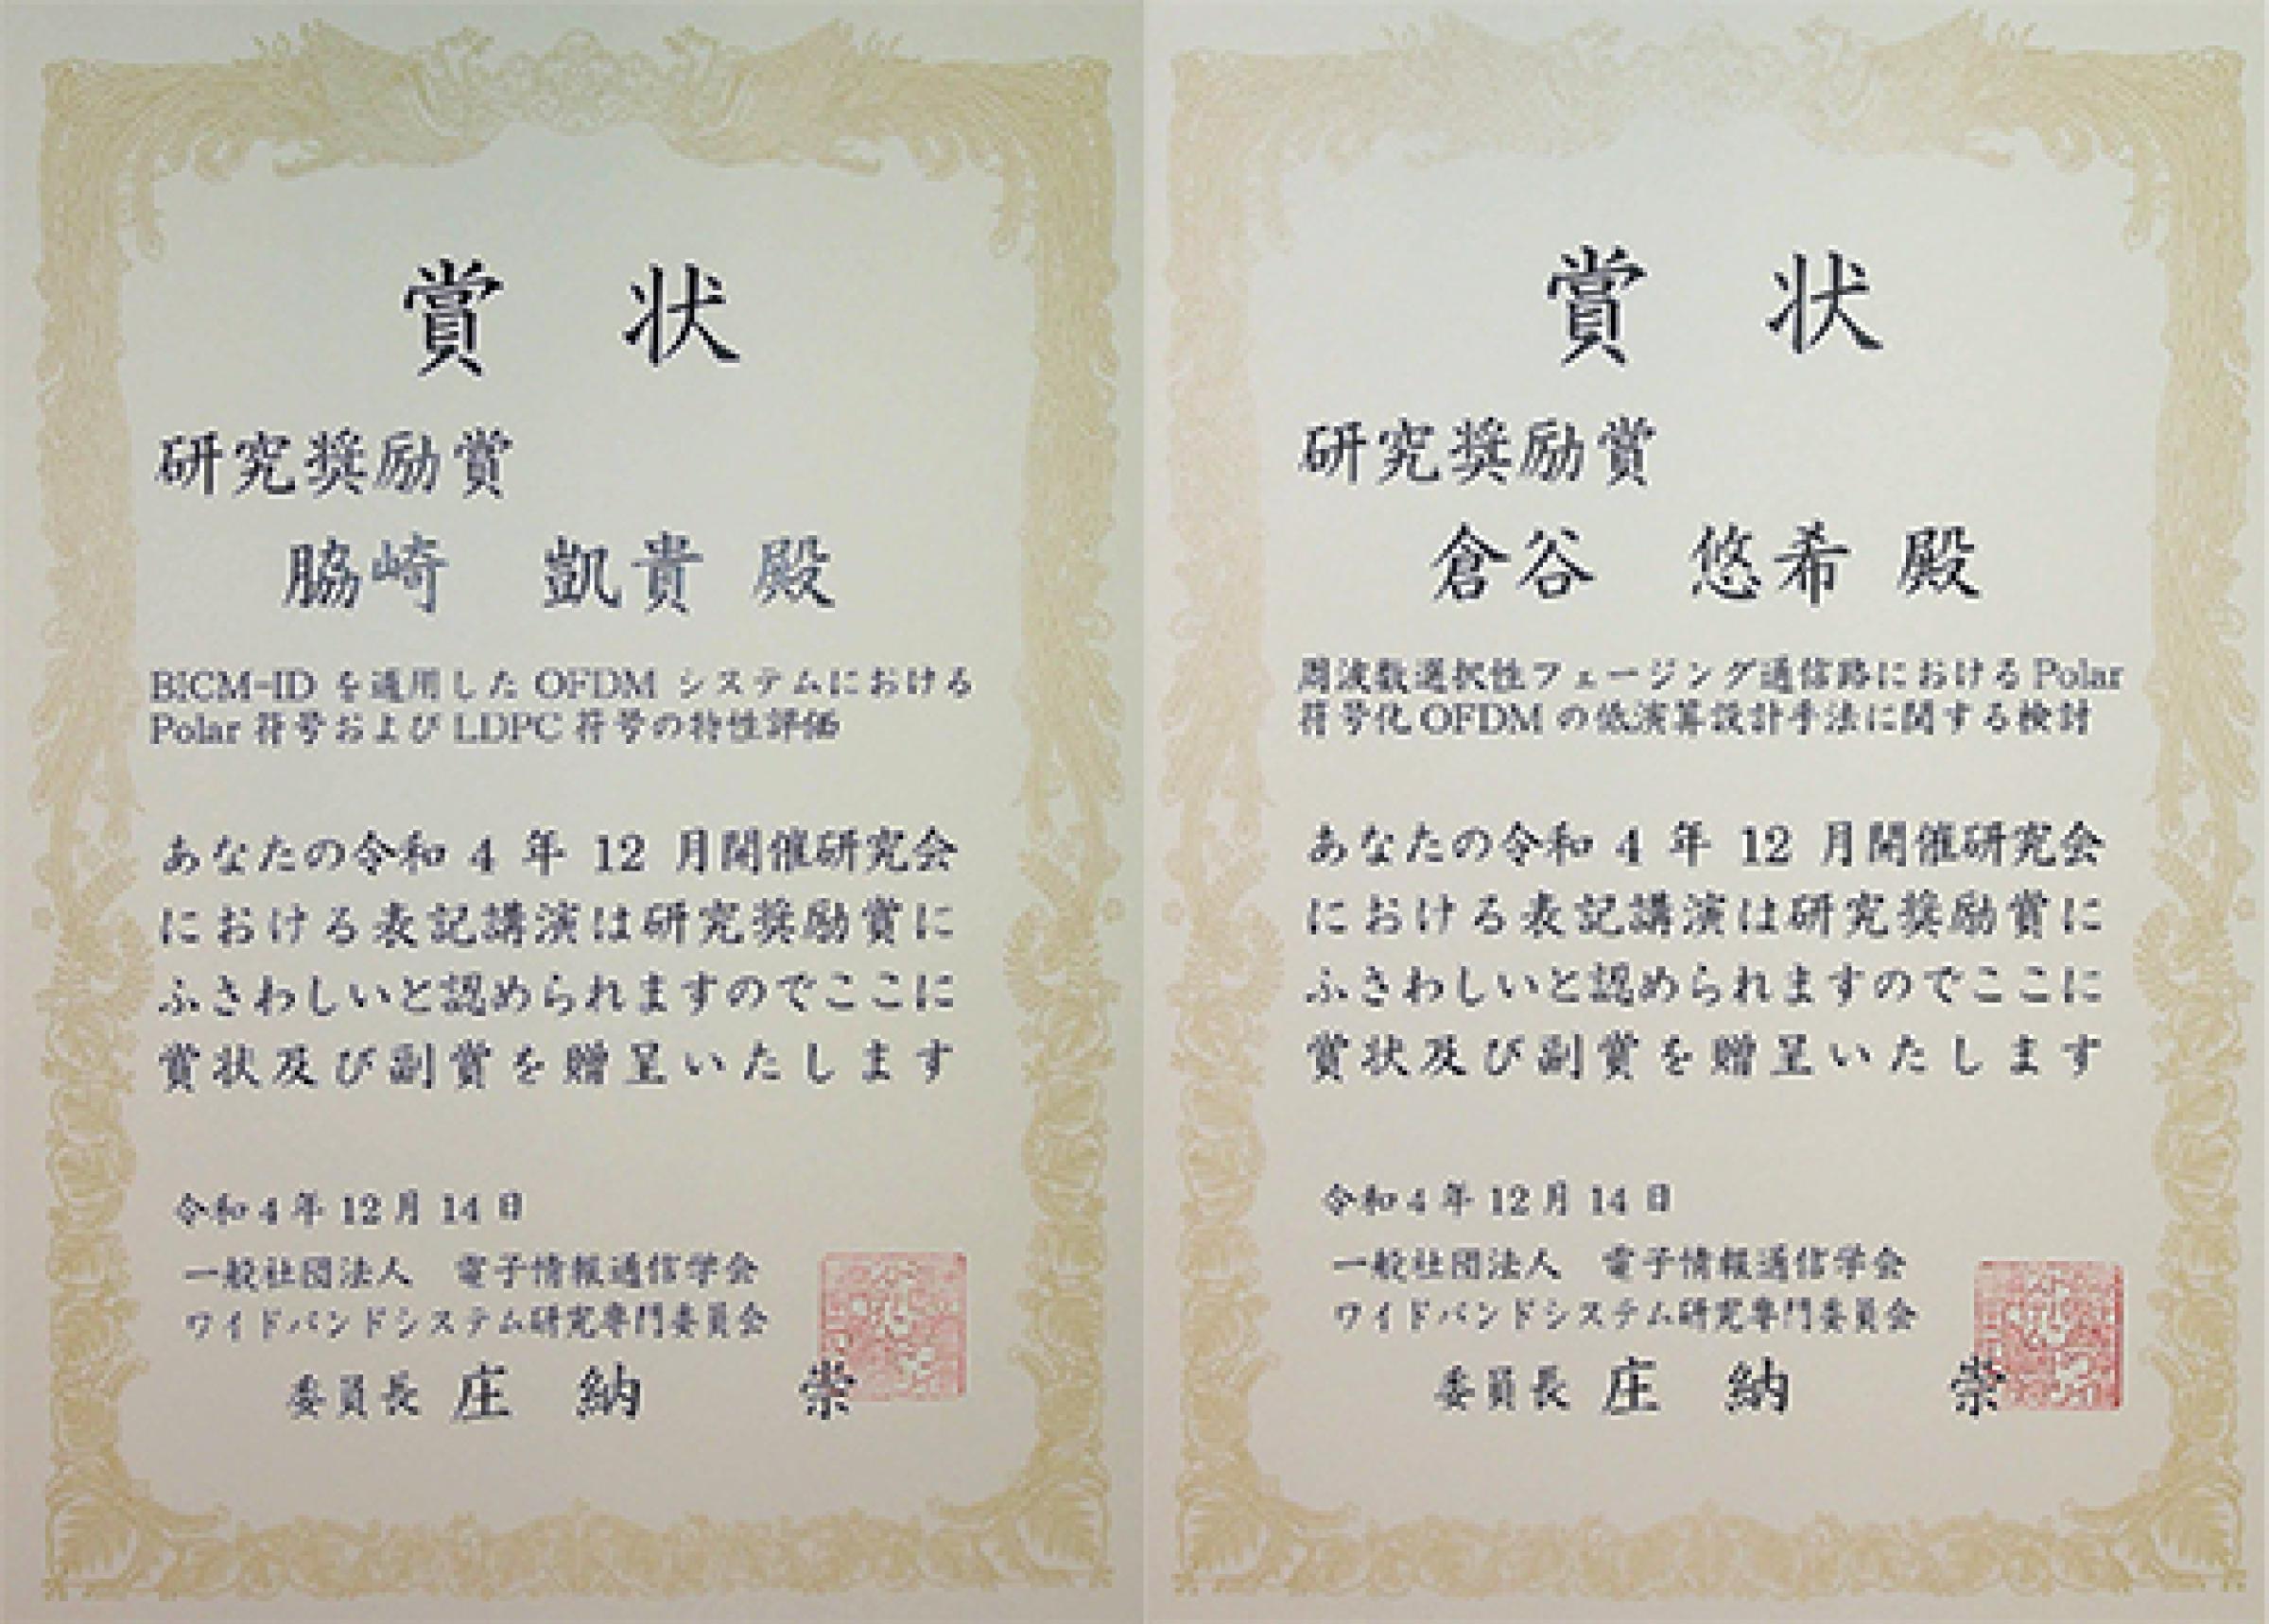 賞 状
研究奨励賞
脇崎 凱貴 殿
BICM-ID を適用した OFDM システムにおける
Polar 符号および LDPC 符号の特性評価
あなたの令和 4 年 12 月開催研究会
における表記講演は研究奨励賞に
ふさわしいと認められますのでここに
賞状及び副賞を贈呈いたします
令和 4 年 12 月 14 日
一般社団法人 電子情報通信学会
ワイドバンドシステム研究専門委員会
委員長 庄 納 崇
賞 状
研究奨励賞
倉谷 悠希 殿
周波数選択性フェージング通信路における Polar
符号化 OFDM の低演算設計手法に関する検討
あなたの令和 4 年 12 月開催研究会
における表記講演は研究奨励賞に
ふさわしいと認められますのでここに
賞状及び副賞を贈呈いたします
令和 4 年 12 月 14 日
一般社団法人 電子情報通信学会
ワイドバンドシステム研究専門委員会
委員長 庄 納 崇